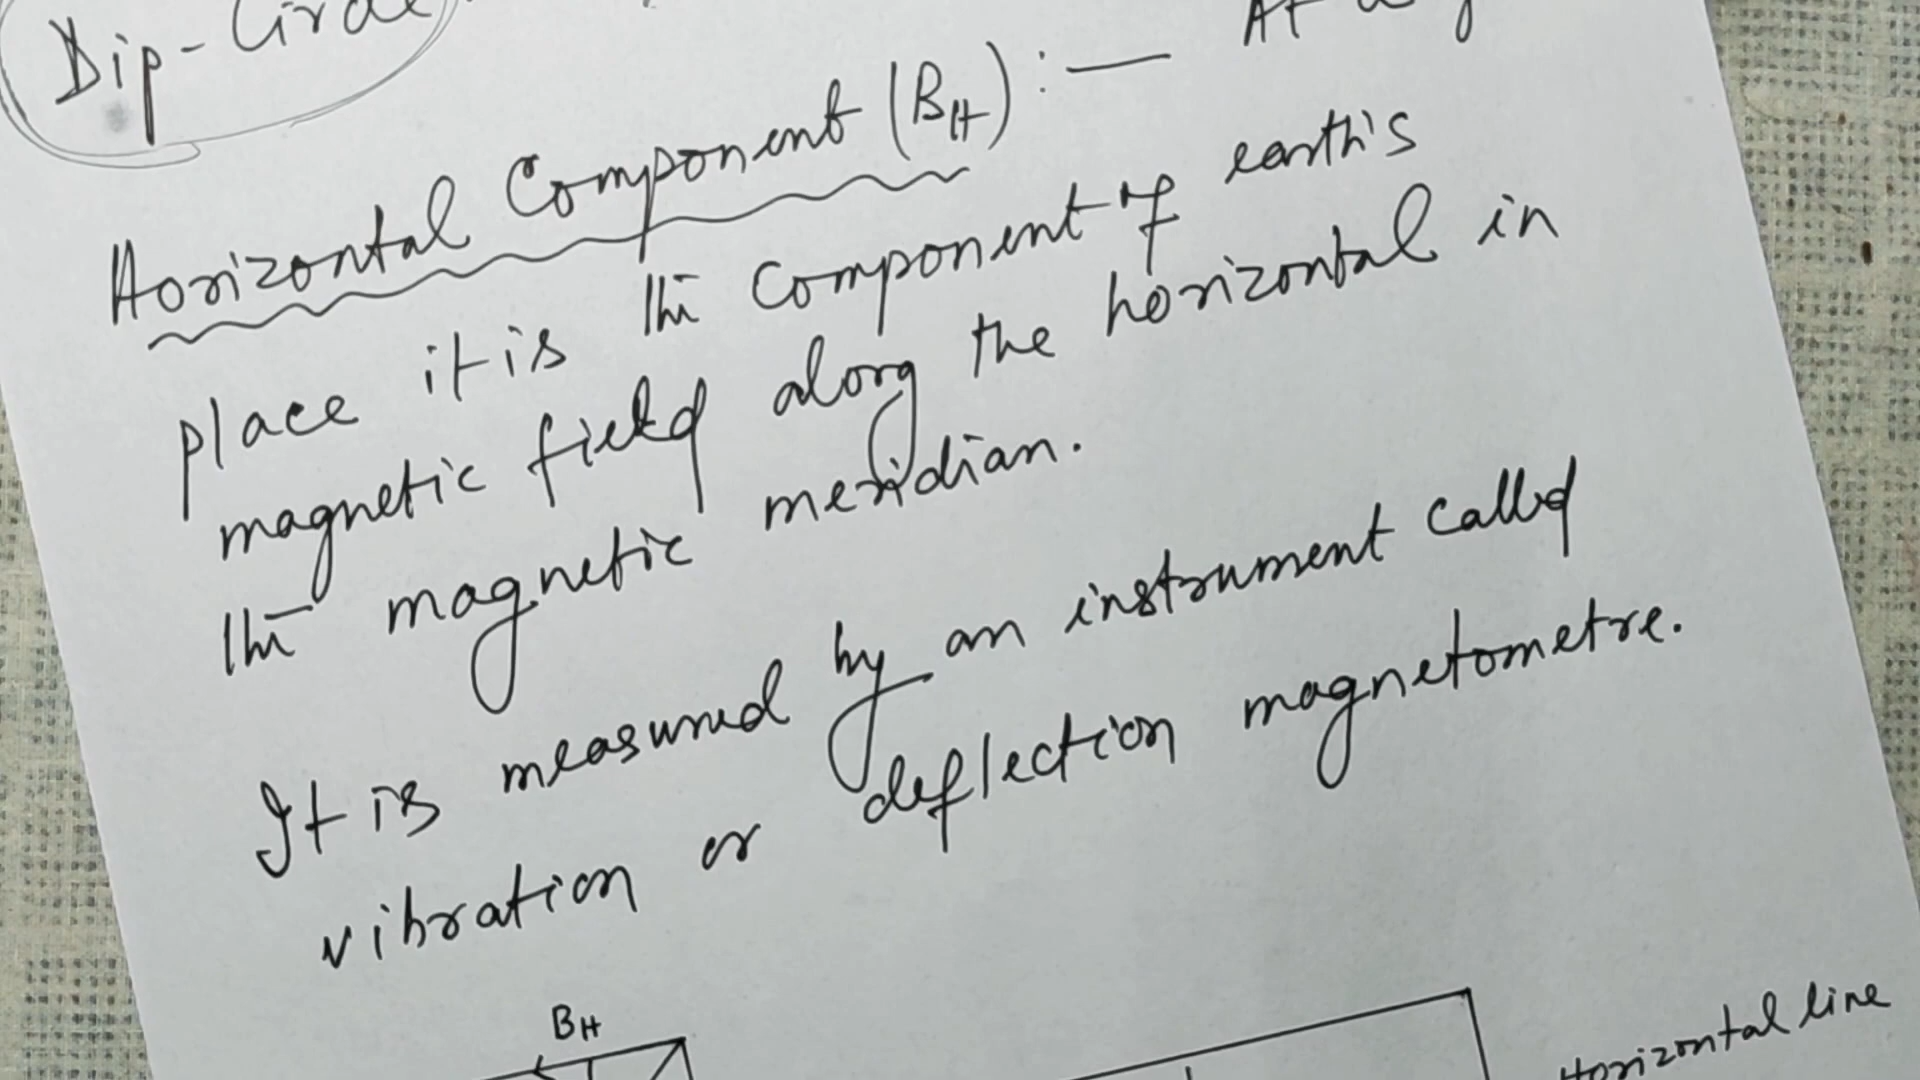 Dip-Circle
Horizontal Component (BH) :— At a
place it is the component of earth's
magnetic field along the horizontal in
the magnetic meridian.
It is measured by an instrument called
vibration or deflection magnetometre.
BH
Horizontal line